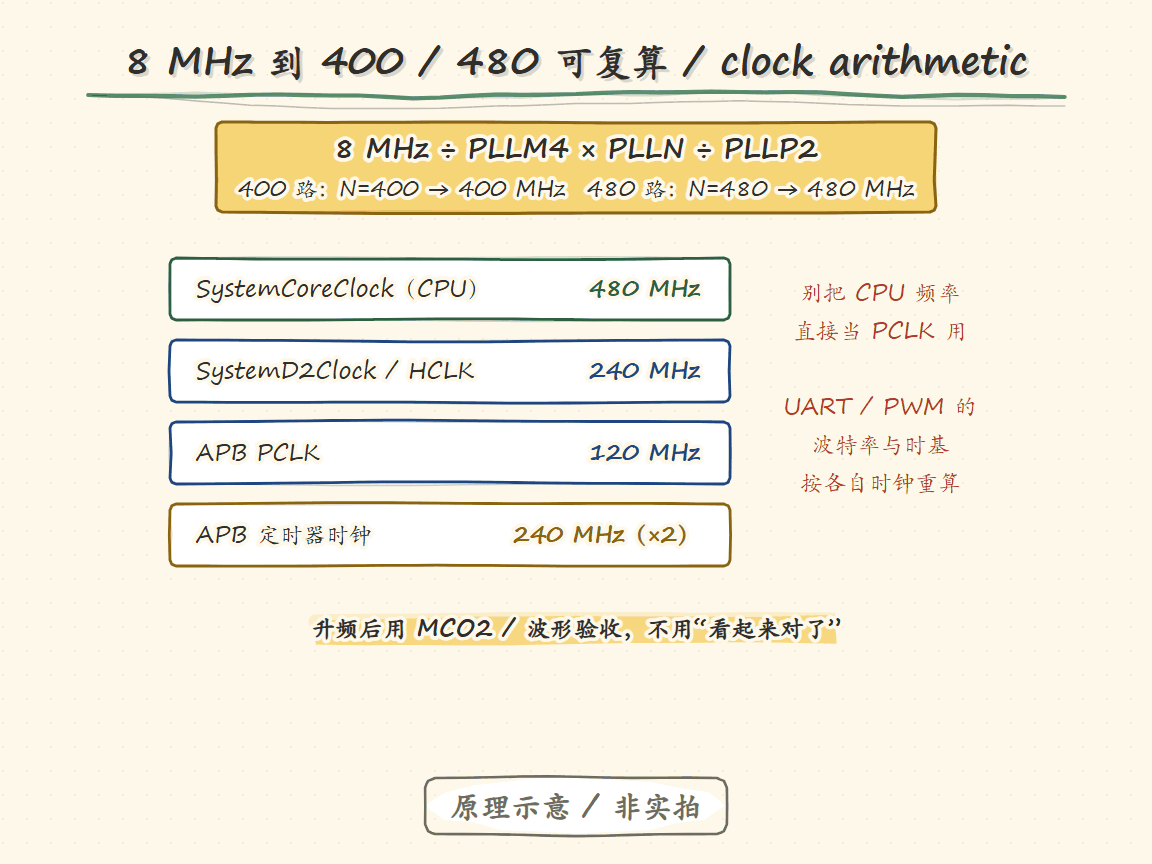 8 MHz 到 400 / 480 可复算 / clock arithmetic
8 MHz ÷ PLLM4 × PLLN ÷ PLLP2
400 路：N=400 → 400 MHz 480 路：N=480 → 480 MHz
SystemCoreClock（CPU） 480 MHz
SystemD2Clock / HCLK 240 MHz
APB PCLK 120 MHz
APB 定时器时钟 240 MHz（×2）
别把 CPU 频率
直接当 PCLK 用
UART / PWM 的
波特率与时基
按各自时钟重算
升频后用 MCO2 / 波形验收，不用“看起来对了”
原理示意 / 非实拍